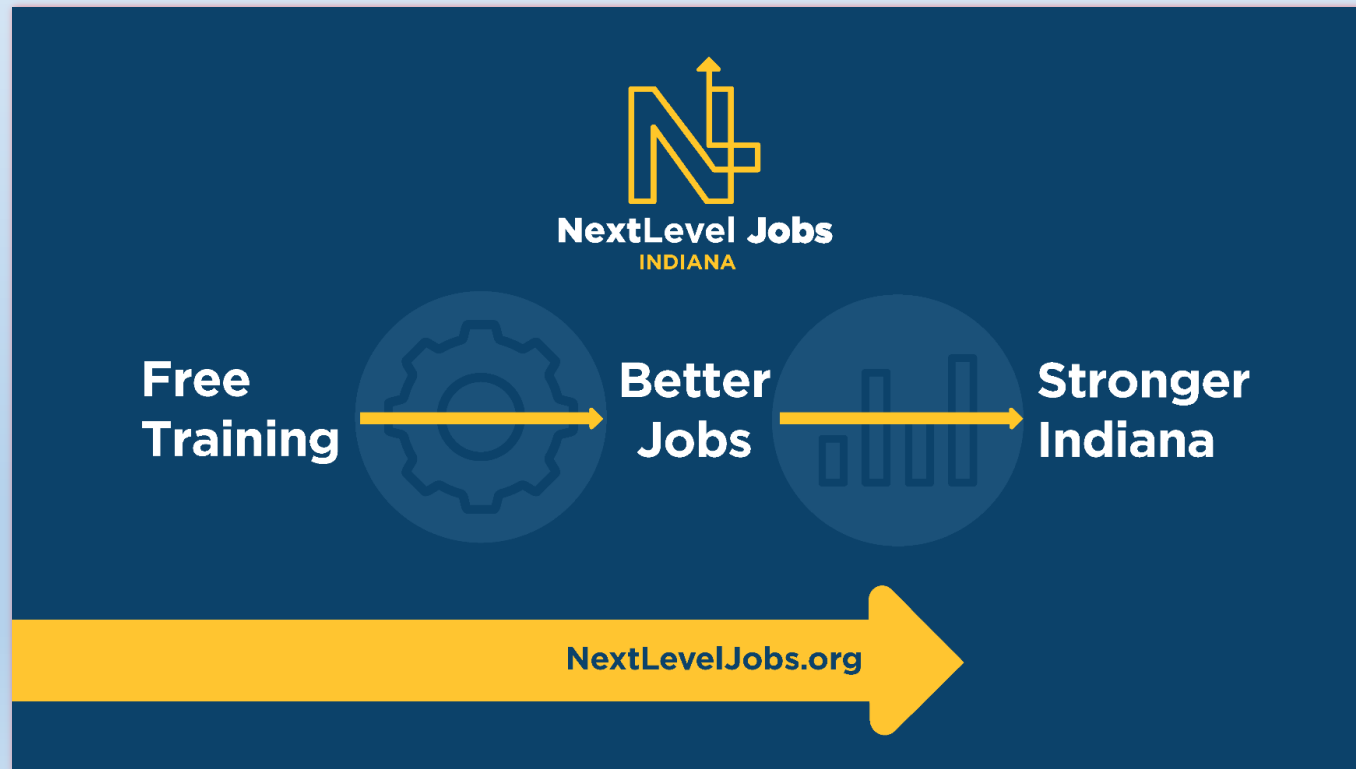 NextLevel Jobs
INDIANA
Free
Training
Better
Jobs
Stronger
Indiana
NextLevelJobs.org